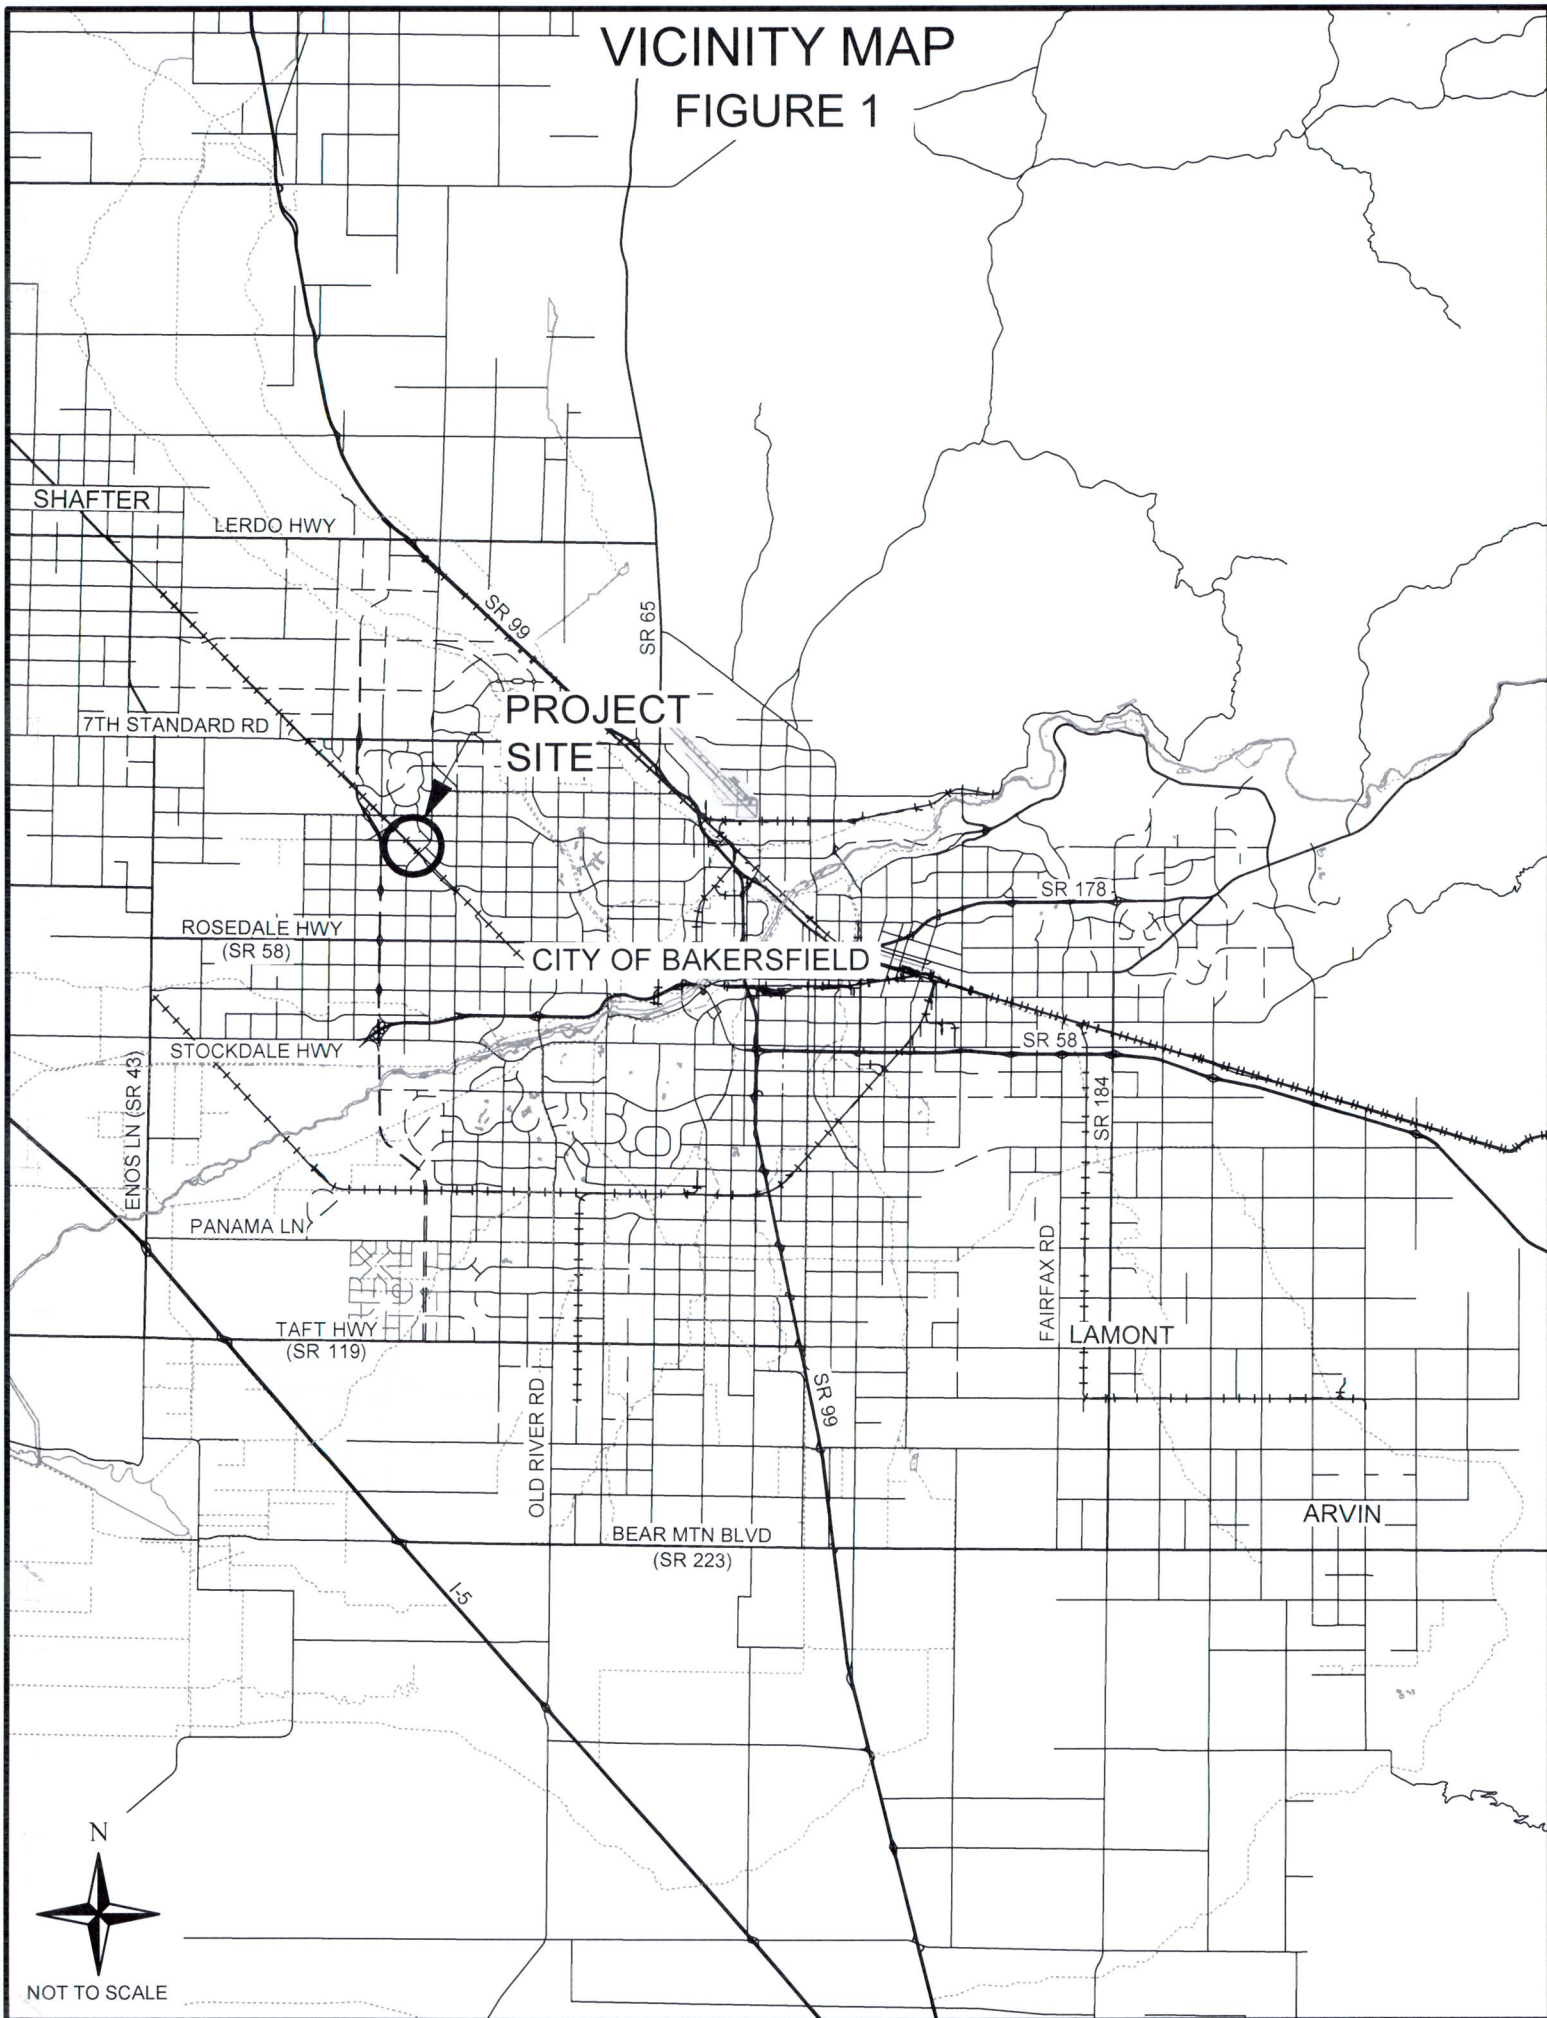 VICINITY MAP
FIGURE 1
SHAFTER
LERDO HWY
SR 99
SR 65
7TH STANDARD RD
PROJECT
SITE
SR 178
ROSEDALE HWY
(SR 58)
CITY OF BAKERSFIELD
STOCKDALE HWY
SR 58
ENOS LN (SR 43)
SR 184
PANAMA LN
FAIRFAX RD
TAFT HWY
(SR 119)
LAMONT
OLD RIVER RD
SR 99
ARVIN
BEAR MTN BLVD
(SR 223)
I-5
N
NOT TO SCALE